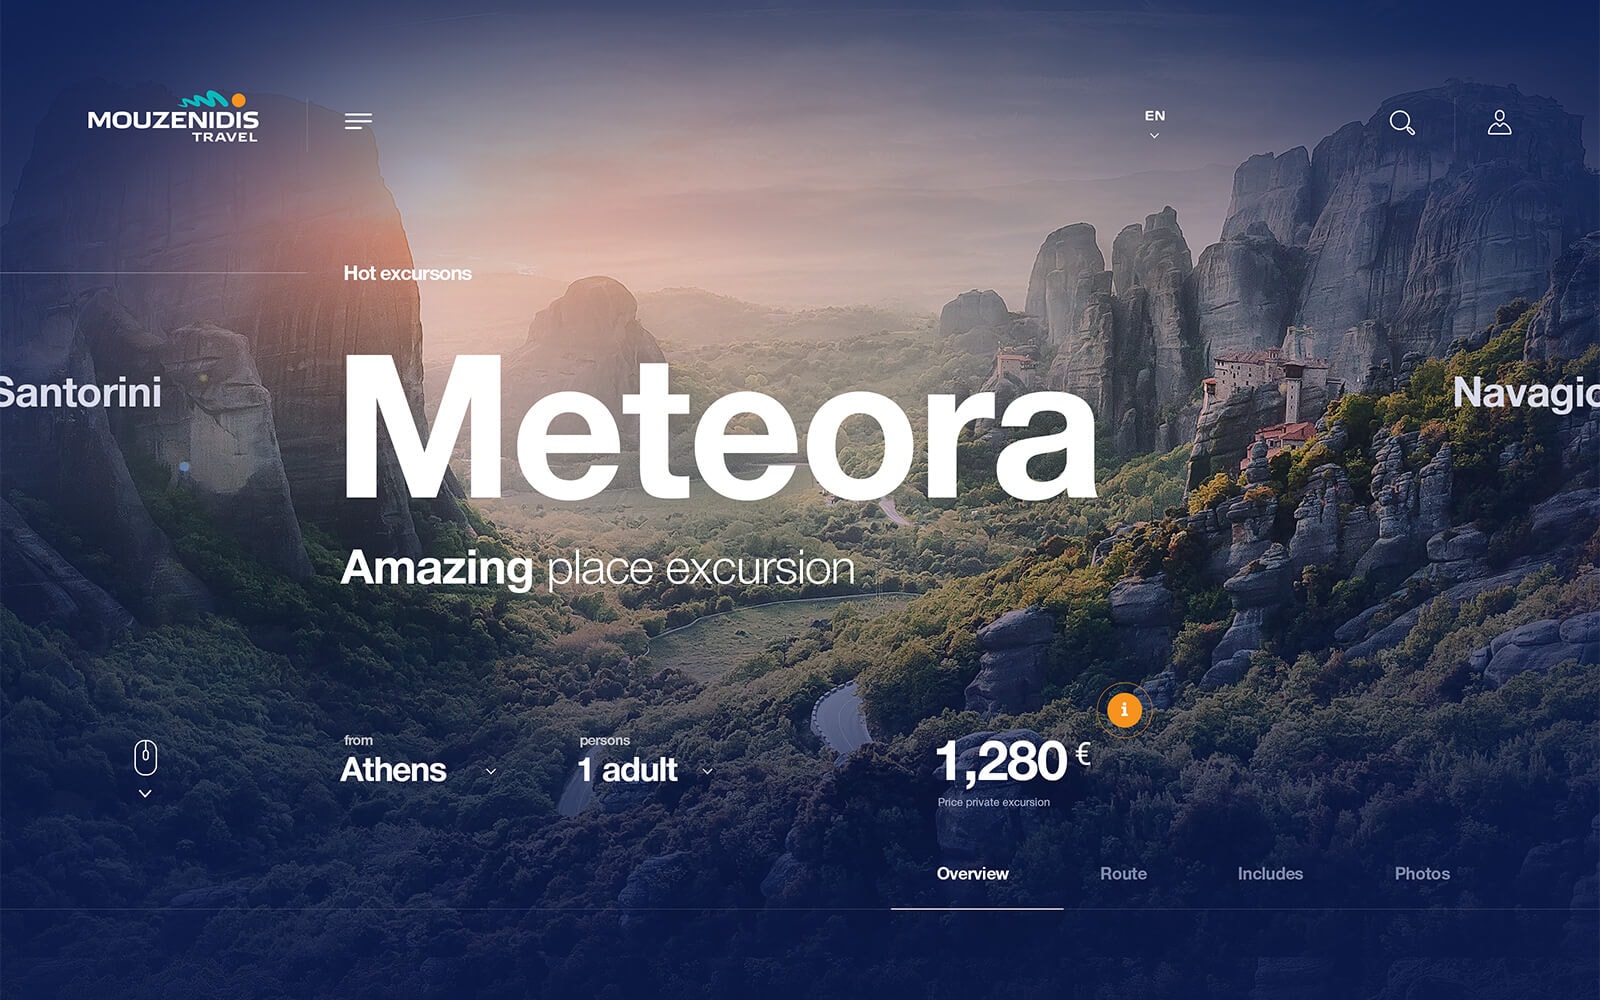 MOUZENIDIS
TRAVEL
EN
Hot excursons
Santorini
Meteora
Navagio
Amazing place excursion
from
Athens
persons
1 adult
i
1,280 €
Price private excursion
Overview
Route
Includes
Photos